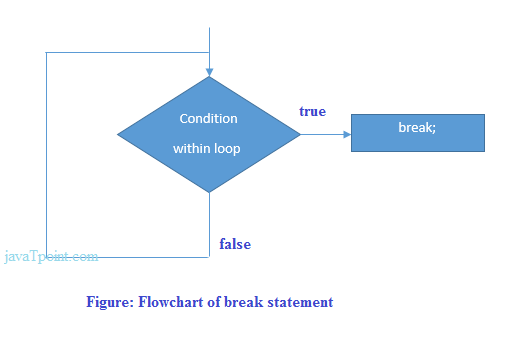 true
Condition
within loop
break;
false
javaTpoint.com
Figure: Flowchart of break statement